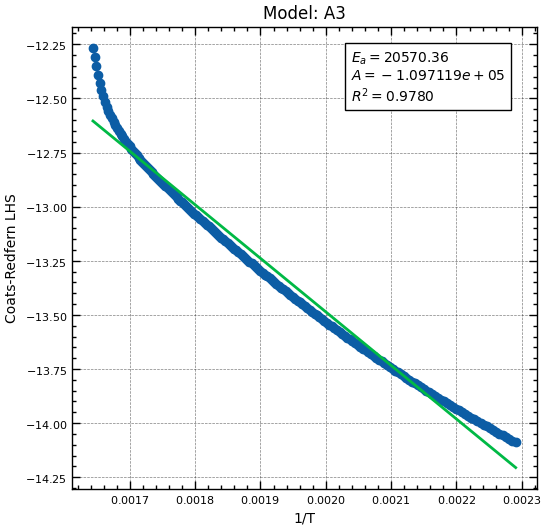 Model: A3
E_a = 20570.36
A = −1.097119e + 05
R² = 0.9780
Coats-Redfern LHS
−12.25
−12.50
−12.75
−13.00
−13.25
−13.50
−13.75
−14.00
−14.25
0.0017 0.0018 0.0019 0.0020 0.0021 0.0022 0.0023
1/T